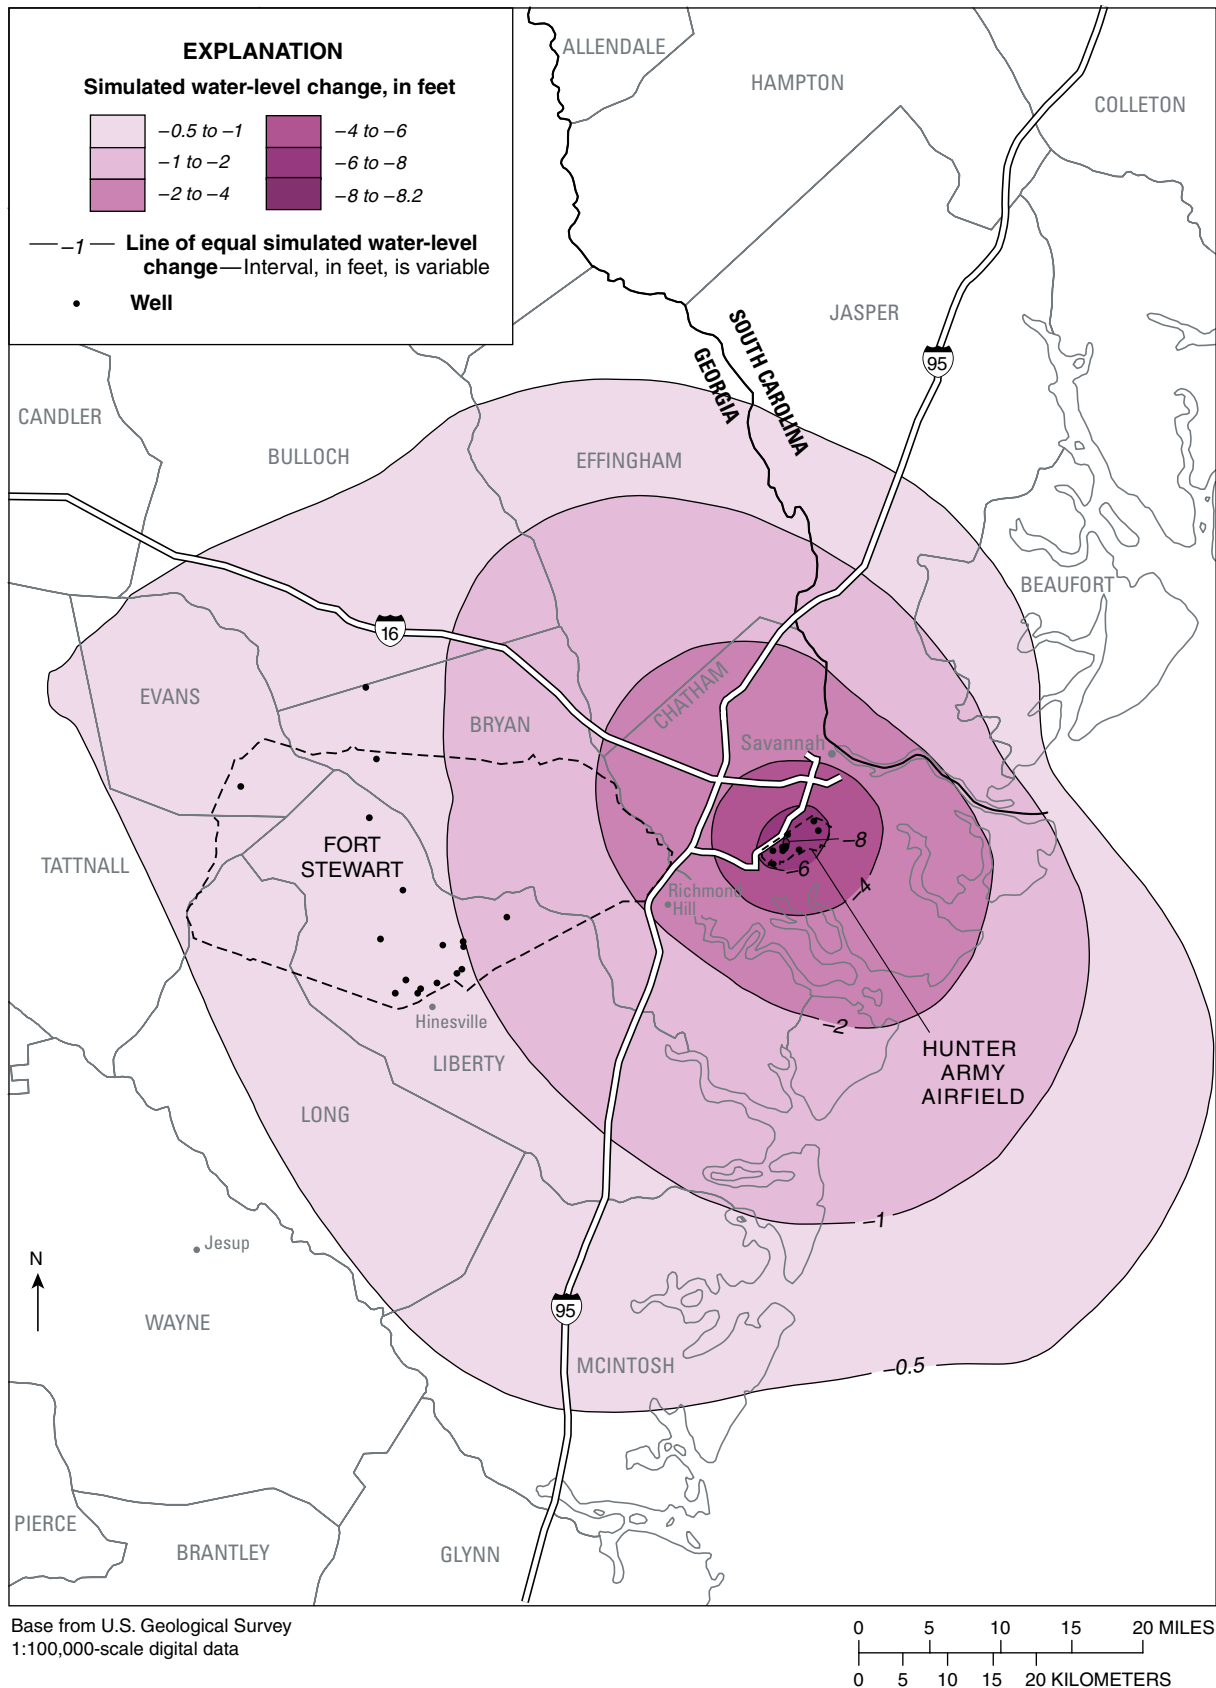 EXPLANATION
Simulated water-level change, in feet
–0.5 to –1
–1 to –2
–2 to –4
–4 to –6
–6 to –8
–8 to –8.2
–1 Line of equal simulated water-level
change—Interval, in feet, is variable
Well
ALLENDALE
HAMPTON
COLLETON
JASPER
SOUTH CAROLINA
GEORGIA
95
CANDLER
BULLOCH
EFFINGHAM
BEAUFORT
16
EVANS
BRYAN
CHATHAM
Savannah
FORT
STEWART
TATTNALL
–8
–6
–4
Richmond
Hill
Hinesville
–2
LIBERTY
HUNTER
ARMY
AIRFIELD
LONG
–1
Jesup
N
WAYNE
95
MCINTOSH
–0.5
PIERCE
BRANTLEY
GLYNN
Base from U.S. Geological Survey
1:100,000-scale digital data
0 5 10 15 20 MILES
0 5 10 15 20 KILOMETERS